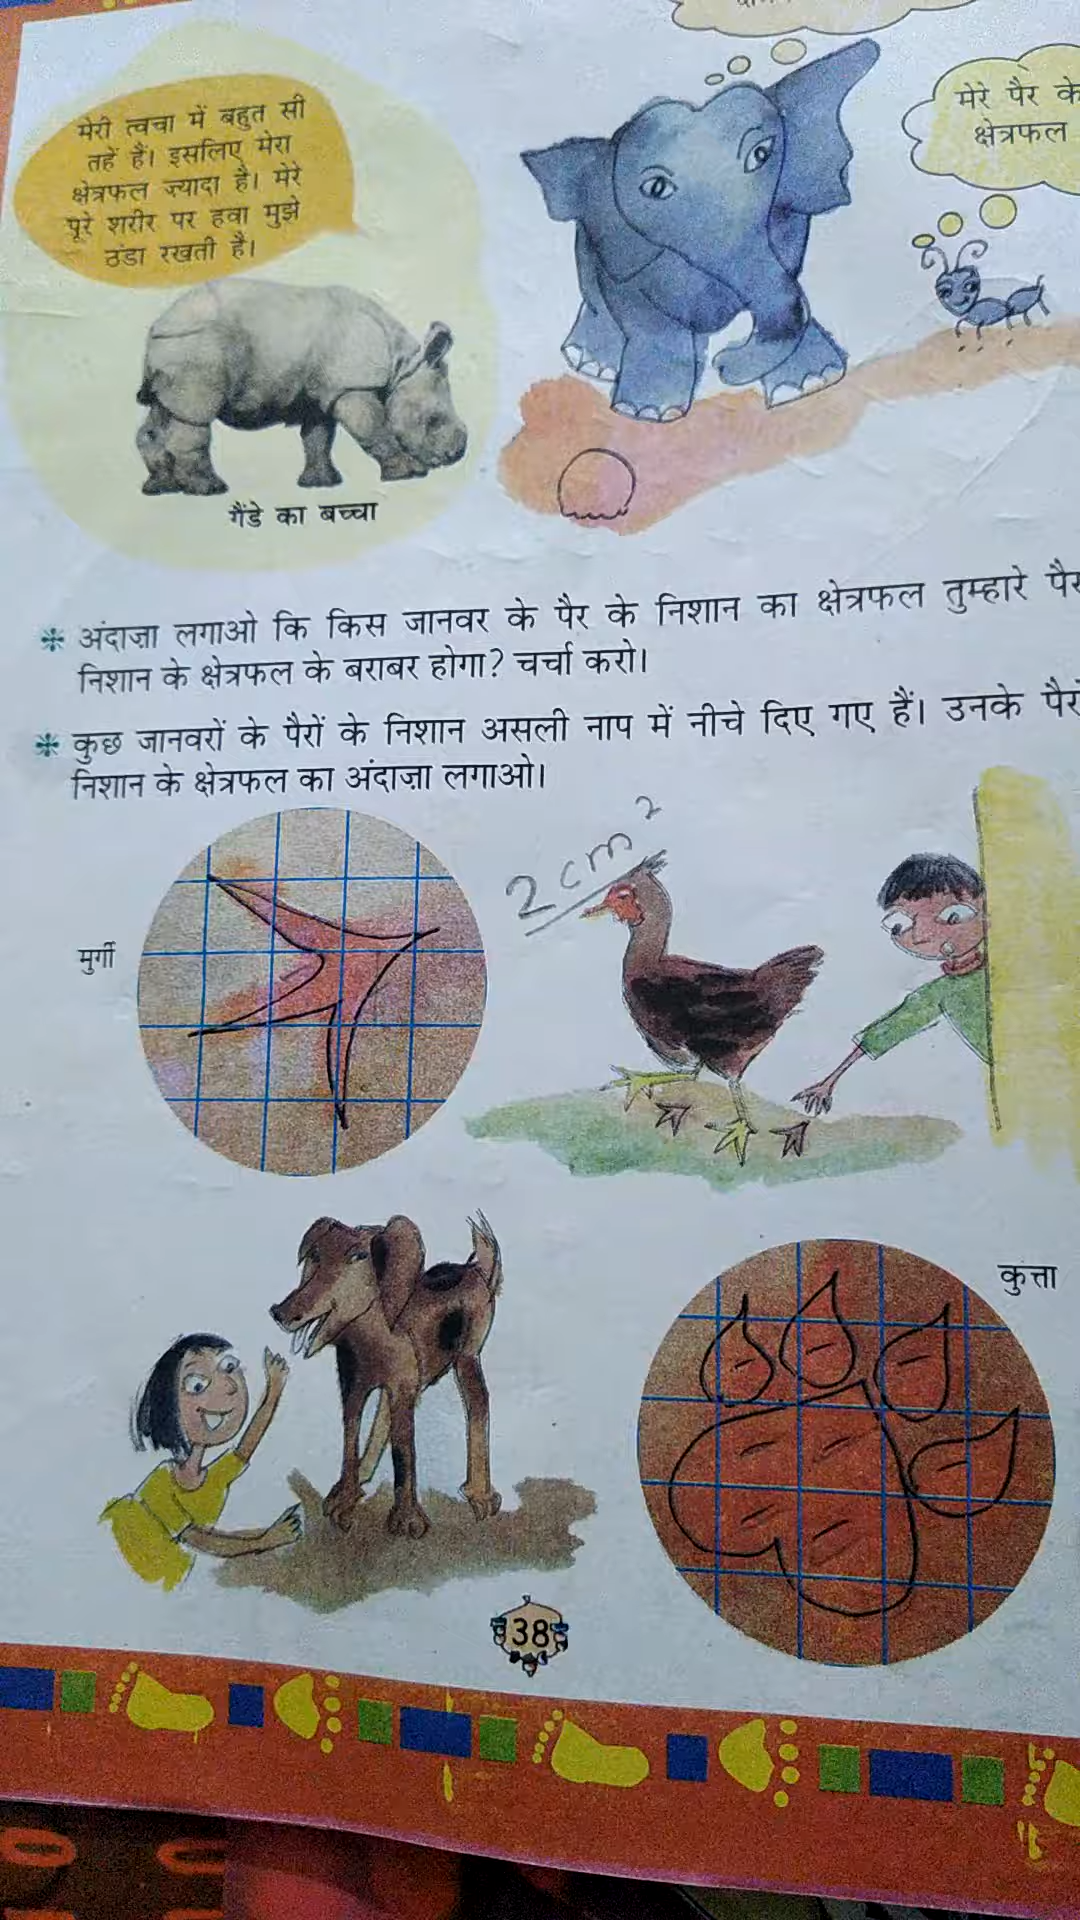 मेरी त्वचा में बहुत सी
तहें हैं। इसलिए मेरा
क्षेत्रफल ज्यादा है। मेरे
पूरे शरीर पर हवा मुझे
ठंडा रखती है।
मेरे पैर के
क्षेत्रफल
गैंडे का बच्चा
अंदाज़ा लगाओ कि किस जानवर के पैर के निशान का क्षेत्रफल तुम्हारे पैर
निशान के क्षेत्रफल के बराबर होगा? चर्चा करो।
कुछ जानवरों के पैरों के निशान असली नाप में नीचे दिए गए हैं। उनके पैरों
निशान के क्षेत्रफल का अंदाज़ा लगाओ।
2cm²
मुर्गी
कुत्ता
38